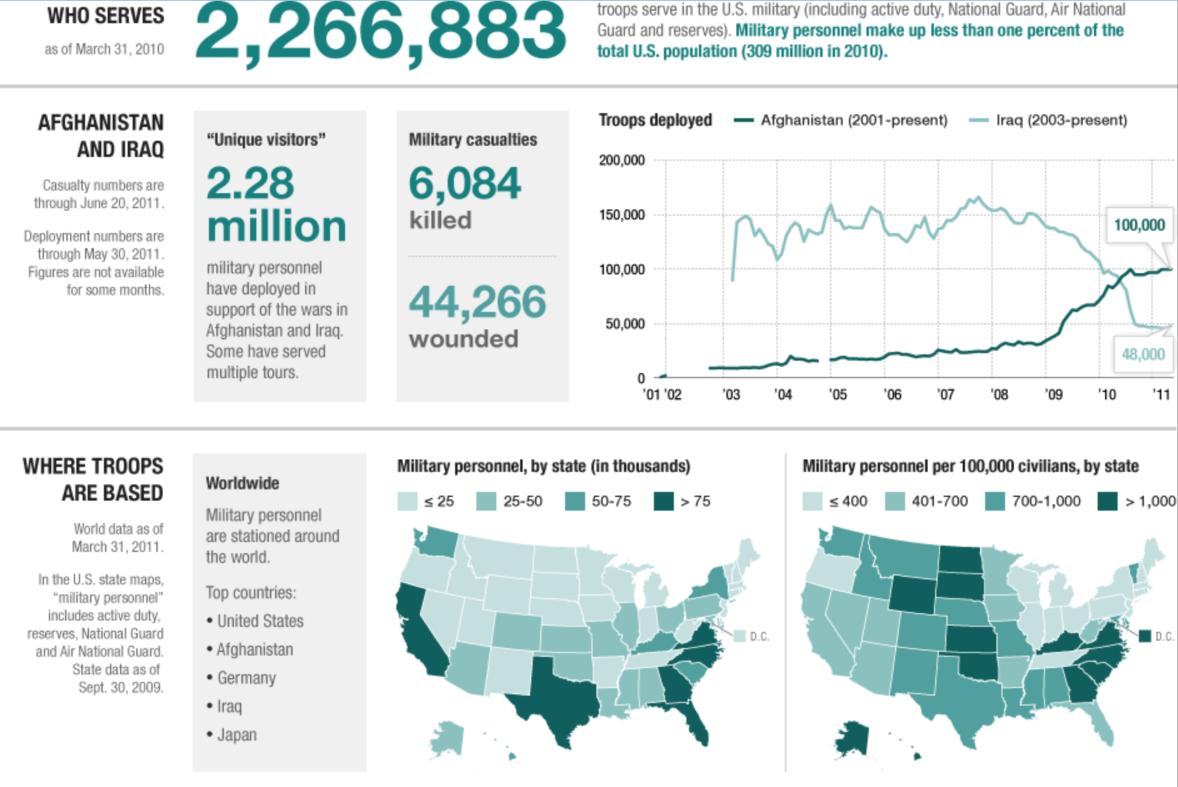 WHO SERVES
as of March 31, 2010
2,266,883
troops serve in the U.S. military (including active duty, National Guard, Air National
Guard and reserves). Military personnel make up less than one percent of the
total U.S. population (309 million in 2010).
AFGHANISTAN
AND IRAQ
Casualty numbers are
through June 20, 2011.
Deployment numbers are
through May 30, 2011.
Figures are not available
for some months.
“Unique visitors”
2.28
million
military personnel
have deployed in
support of the wars in
Afghanistan and Iraq.
Some have served
multiple tours.
Military casualties
6,084
killed
44,266
wounded
Troops deployed
Afghanistan (2001-present)
Iraq (2003-present)
200,000
150,000
100,000
50,000
0
100,000
48,000
'01 '02 '03 '04 '05 '06 '07 '08 '09 '10 '11
WHERE TROOPS
ARE BASED
World data as of
March 31, 2011.
In the U.S. state maps,
“military personnel”
includes active duty,
reserves, National Guard
and Air National Guard.
State data as of
Sept. 30, 2009.
Worldwide
Military personnel
are stationed around
the world.
Top countries:
• United States
• Afghanistan
• Germany
• Iraq
• Japan
Military personnel, by state (in thousands)
≤ 25 25-50 50-75 > 75
D.C.
Military personnel per 100,000 civilians, by state
≤ 400 401-700 700-1,000 > 1,000
D.C.